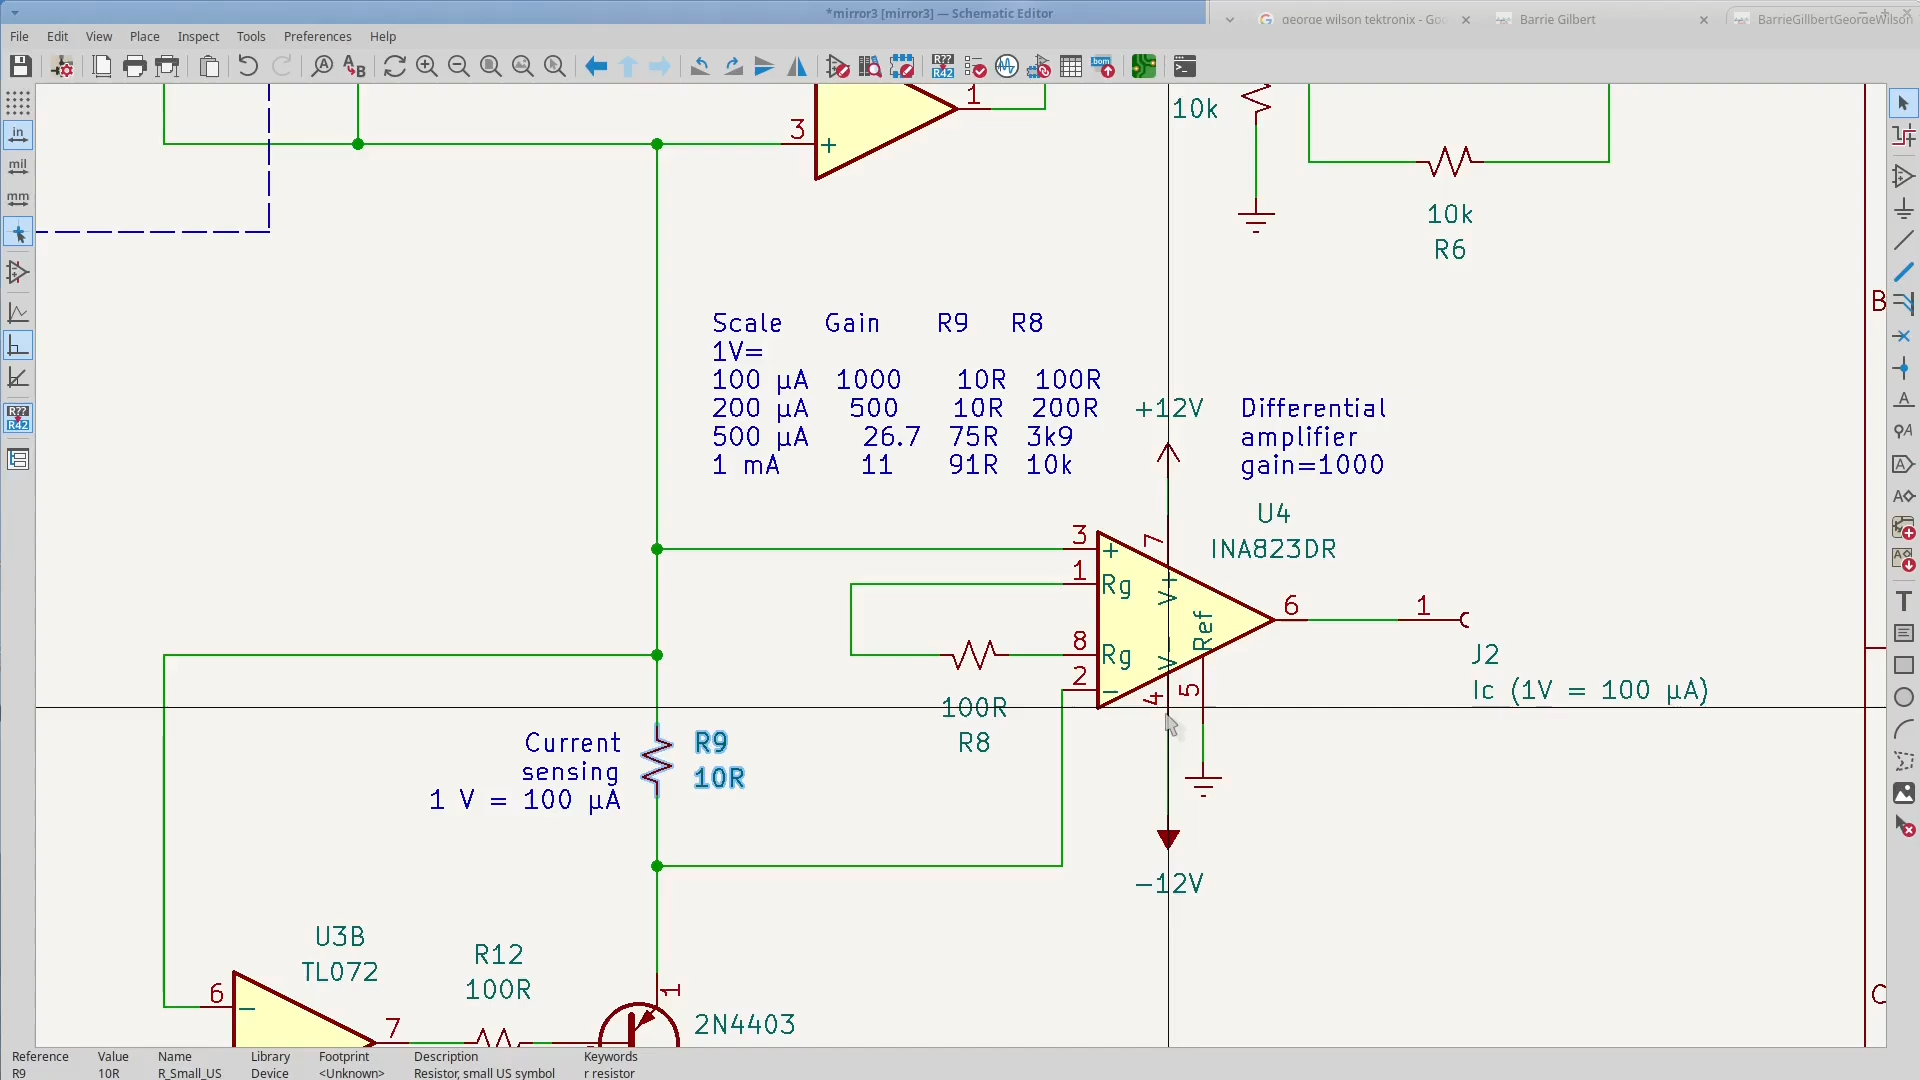 *mirror3 [mirror3] — Schematic Editor
george wilson tektronix - Goo
Barrie Gilbert
BarrieGillbertGeorgeWilson
File Edit View Place Inspect Tools Preferences Help
in
mil
mm
R??
R42
1
3
+
10k
10k
R6
B
Scale Gain R9 R8
1V=
100 µA 1000 10R 100R
200 µA 500 10R 200R
500 µA 26.7 75R 3k9
1 mA 11 91R 10k
+12V
Differential
amplifier
gain=1000
U4
INA823DR
3
+
7
1
Rg
V+
8
Rg
V-
Ref
2
−
4
5
6
1
J2
Ic (1V = 100 µA)
100R
R8
Current
sensing
1 V = 100 µA
R9
10R
−12V
U3B
TL072
R12
100R
6
−
7
1
2N4403
C
Reference Value Name Library Footprint Description Keywords
R9 10R R_Small_US Device <Unknown> Resistor, small US symbol r resistor